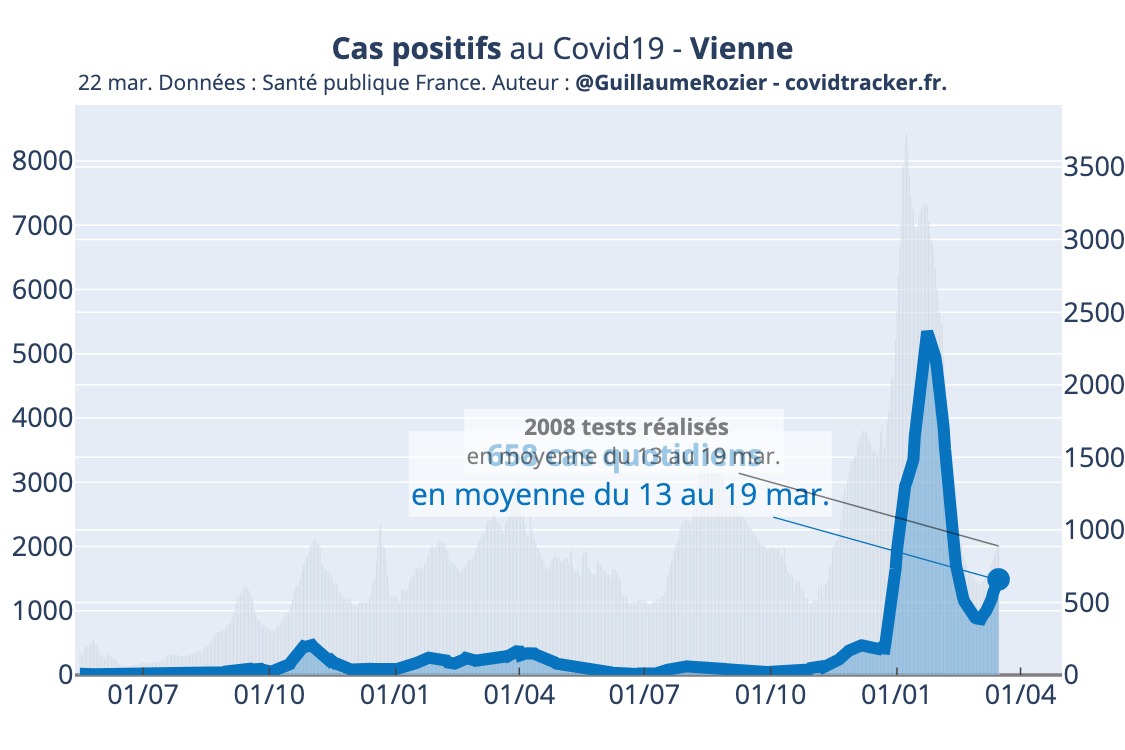 Cas positifs au Covid19 - Vienne
22 mar. Données : Santé publique France. Auteur : @GuillaumeRozier - covidtracker.fr.
8000
7000
6000
5000
4000
3000
2000
1000
0
3500
3000
2500
2000
1500
1000
500
0
2008 tests réalisés
en moyenne du 13 au 19 mar.
658 cas quotidiens
en moyenne du 13 au 19 mar.
01/07 01/10 01/01 01/04 01/07 01/10 01/01 01/04